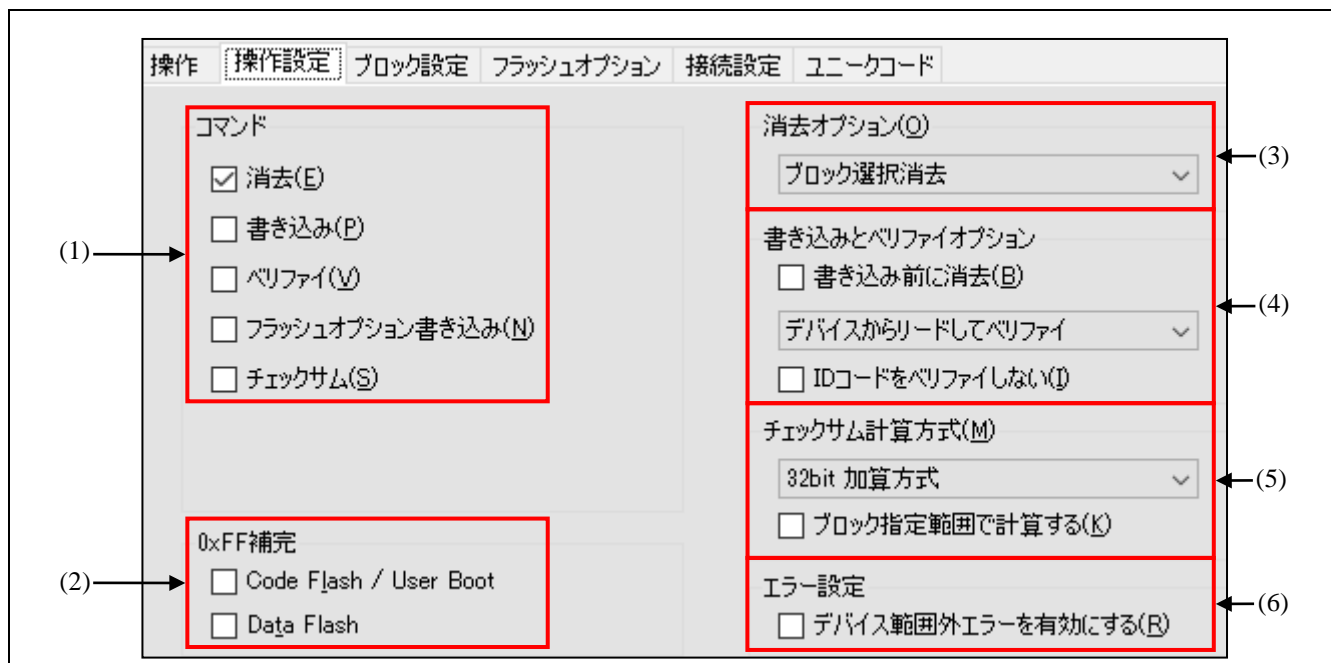 操作 操作設定 ブロック設定 フラッシュオプション 接続設定 ユニークコード
コマンド
消去(E)
書き込み(P)
ベリファイ(V)
フラッシュオプション書き込み(N)
チェックサム(S)
(1)
0xFF補完
Code Flash / User Boot
Data Flash
(2)
消去オプション(O)
ブロック選択消去
(3)
書き込みとベリファイオプション
書き込み前に消去(B)
デバイスからリードしてベリファイ
IDコードをベリファイしない(I)
(4)
チェックサム計算方式(M)
32bit 加算方式
ブロック指定範囲で計算する(K)
(5)
エラー設定
デバイス範囲外エラーを有効にする(R)
(6)